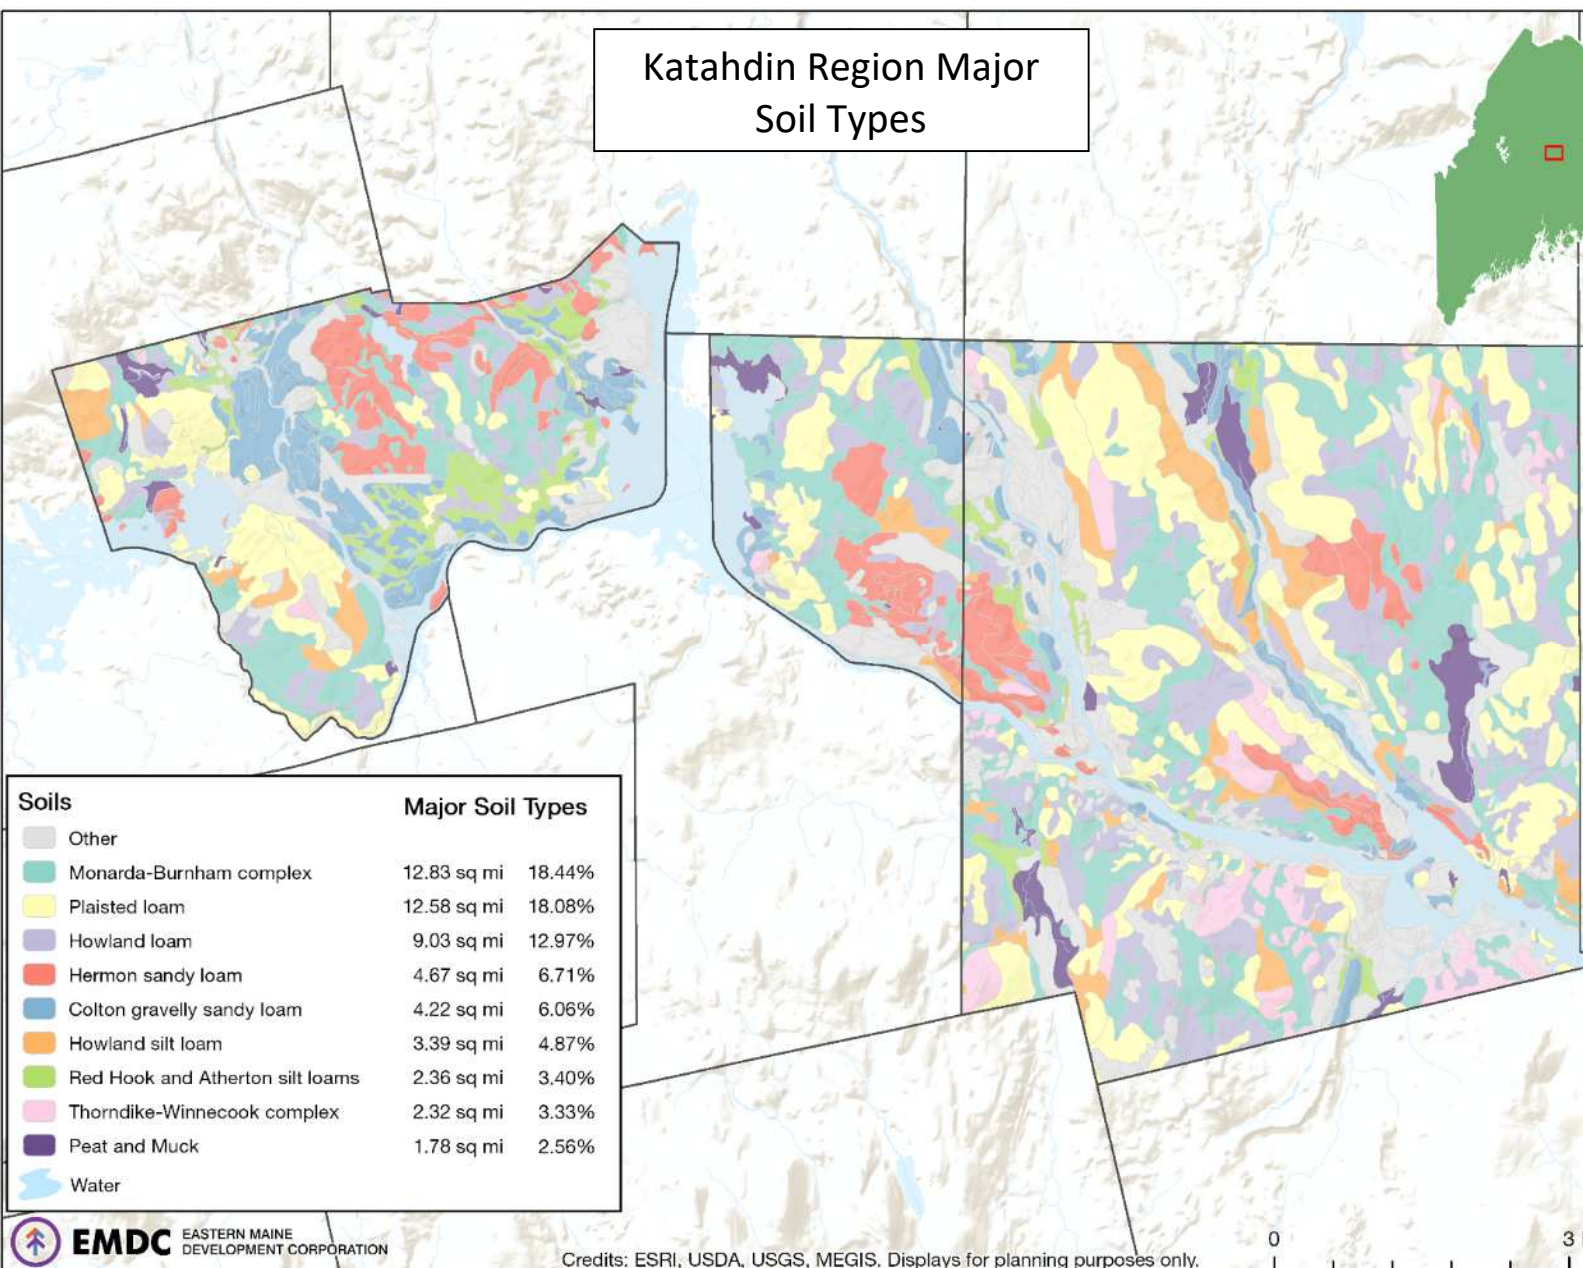 Katahdin Region Major
Soil Types
Soils Major Soil Types
Other
Monarda-Burnham complex 12.83 sq mi 18.44%
Plaisted loam 12.58 sq mi 18.08%
Howland loam 9.03 sq mi 12.97%
Hermon sandy loam 4.67 sq mi 6.71%
Colton gravelly sandy loam 4.22 sq mi 6.06%
Howland silt loam 3.39 sq mi 4.87%
Red Hook and Atherton silt loams 2.36 sq mi 3.40%
Thorndike-Winnecook complex 2.32 sq mi 3.33%
Peat and Muck 1.78 sq mi 2.56%
Water
EMDC EASTERN MAINE
DEVELOPMENT CORPORATION
Credits: ESRI, USDA, USGS, MEGIS. Displays for planning purposes only.
0 3